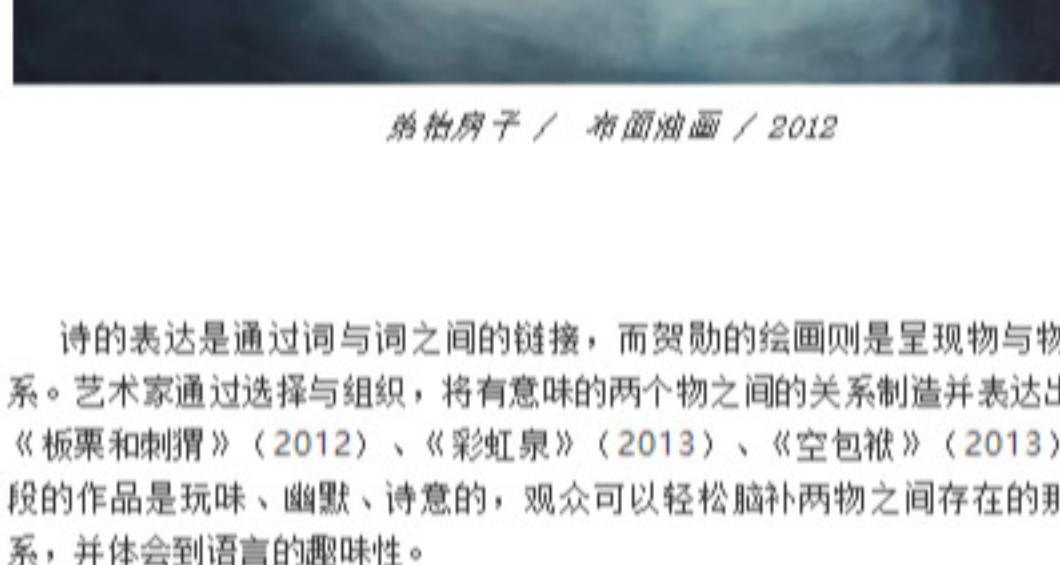 房子 / 布面油画 / 2012
诗的表达是通过词与词之间的链接，而贺勋的绘画则是呈现物与物
系。艺术家通过选择与组织，将有意味的两个物之间的关系制造并表达出
《板栗和刺猬》（2012）、《彩虹泉》（2013）、《空包袱》（2013）
段的作品是玩味、幽默、诗意的，观众可以轻松脑补两物之间存在的那
系，并体会到语言的趣味性。